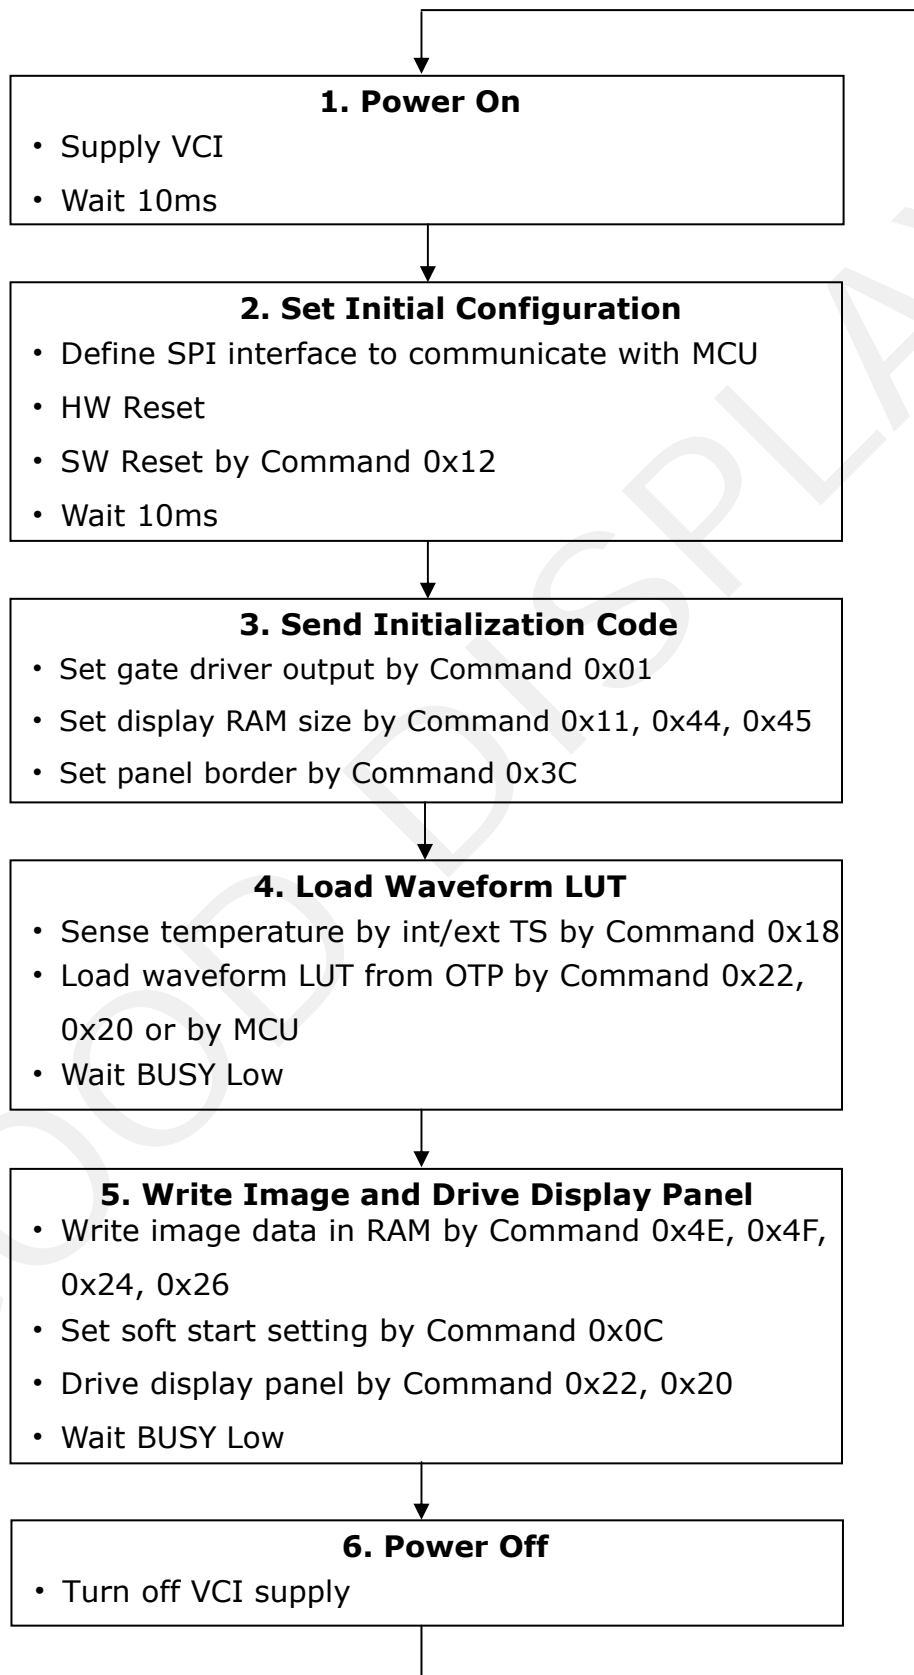 1. Power On
• Supply VCI
• Wait 10ms
2. Set Initial Configuration
• Define SPI interface to communicate with MCU
• HW Reset
• SW Reset by Command 0x12
• Wait 10ms
3. Send Initialization Code
• Set gate driver output by Command 0x01
• Set display RAM size by Command 0x11, 0x44, 0x45
• Set panel border by Command 0x3C
4. Load Waveform LUT
• Sense temperature by int/ext TS by Command 0x18
• Load waveform LUT from OTP by Command 0x22,
0x20 or by MCU
• Wait BUSY Low
5. Write Image and Drive Display Panel
• Write image data in RAM by Command 0x4E, 0x4F,
0x24, 0x26
• Set soft start setting by Command 0x0C
• Drive display panel by Command 0x22, 0x20
• Wait BUSY Low
6. Power Off
• Turn off VCI supply
OOD DISPLA